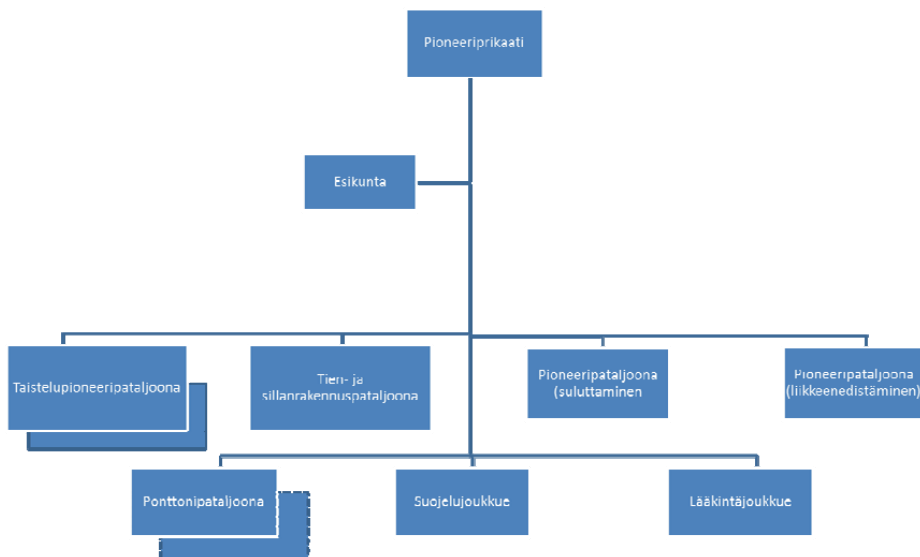 Pioneeriprikaati
Esikunta
Taistelupioneeripataljoona
Tien- ja
sillanrakennuspataljoona
Pioneeripataljoona
(suluttaminen
Pioneeripataljoona
(liikkeenedistäminen)
Ponttonipataljoona
Suojelujoukkue
Lääkintäjoukkue